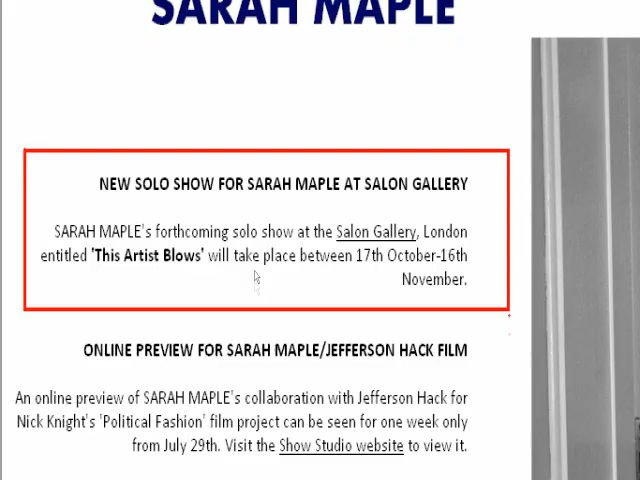 SARAH MAPLE
NEW SOLO SHOW FOR SARAH MAPLE AT SALON GALLERY
SARAH MAPLE's forthcoming solo show at the Salon Gallery, London
entitled 'This Artist Blows' will take place between 17th October-16th
November.
ONLINE PREVIEW FOR SARAH MAPLE/JEFFERSON HACK FILM
An online preview of SARAH MAPLE's collaboration with Jefferson Hack for
Nick Knight's 'Political Fashion' film project can be seen for one week only
from July 29th. Visit the Show Studio website to view it.